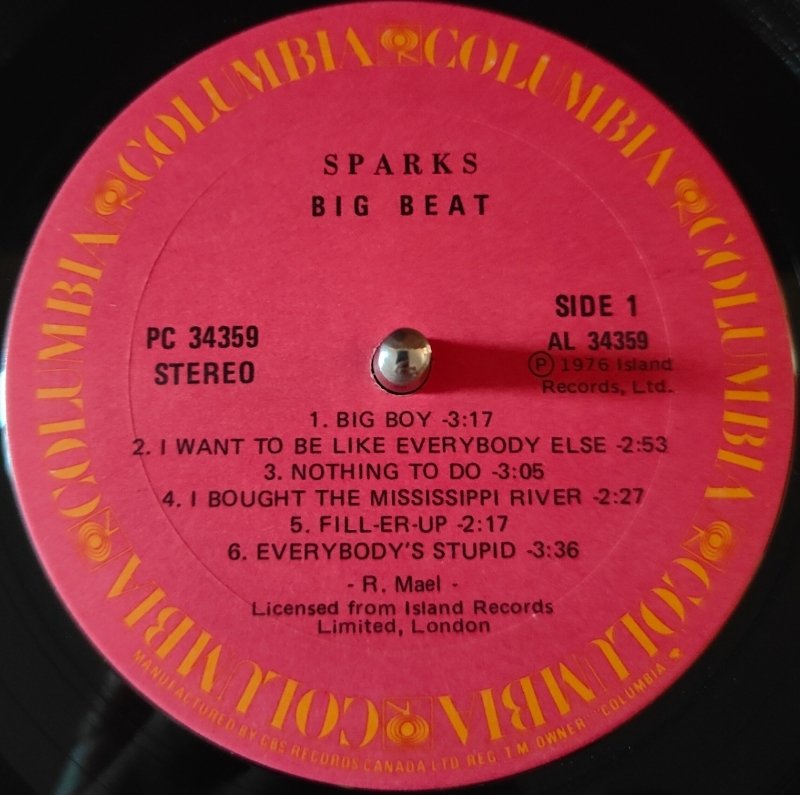 COLUMBIA COLUMBIA COLUMBIA COLUMBIA COLUMBIA COLUMBIA COLUMBIA COLUMBIA
SPARKS
BIG BEAT
PC 34359
STEREO
SIDE 1
AL 34359
Ⓟ 1976 Island
Records, Ltd.
1. BIG BOY -3:17
2. I WANT TO BE LIKE EVERYBODY ELSE -2:53
3. NOTHING TO DO -3:05
4. I BOUGHT THE MISSISSIPPI RIVER -2:27
5. FILL-ER-UP -2:17
6. EVERYBODY'S STUPID -3:36
- R. Mael -
Licensed from Island Records
Limited, London
MANUFACTURED BY CBS RECORDS CANADA LTD REG. T.M. OWNER "COLUMBIA"